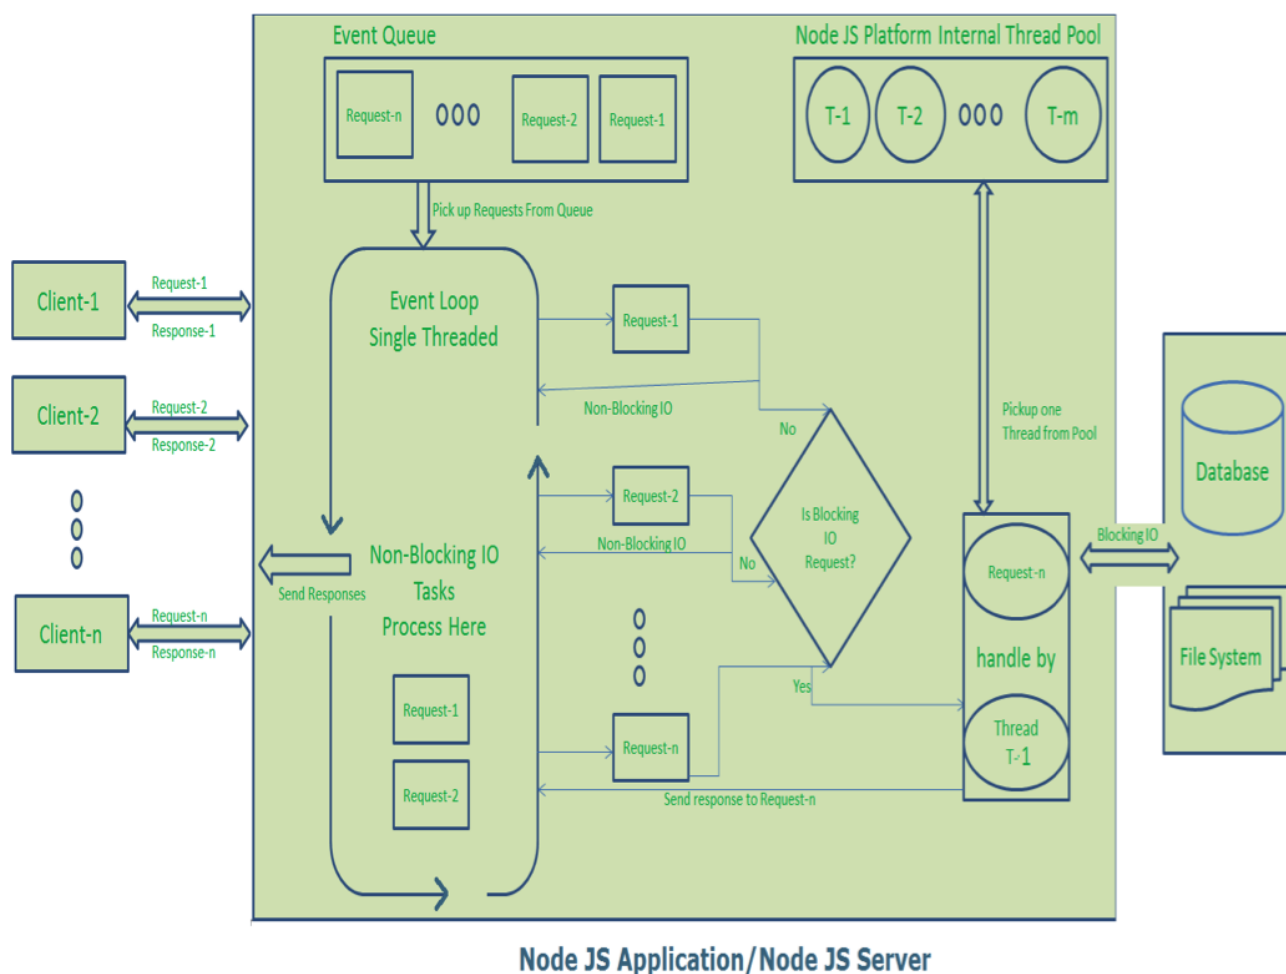 Event Queue
Node JS Platform Internal Thread Pool
Request-n
Request-2
Request-1
T-1
T-2
T-m
Pick up Requests From Queue
Client-1
Request-1
Response-1
Event Loop
Single Threaded
Request-1
Non-Blocking IO
No
Client-2
Request-2
Response-2
Pickup one
Thread from Pool
Database
Request-2
Non-Blocking IO
No
Is Blocking
IO
Request?
Request-n
Blocking IO
Non-Blocking IO
Tasks
Process Here
Send Responses
Client-n
Request-n
Response-n
handle by
File System
Yes
Request-1
Request-2
Request-n
Thread
T-1
Send response to Request-n
Node JS Application/Node JS Server